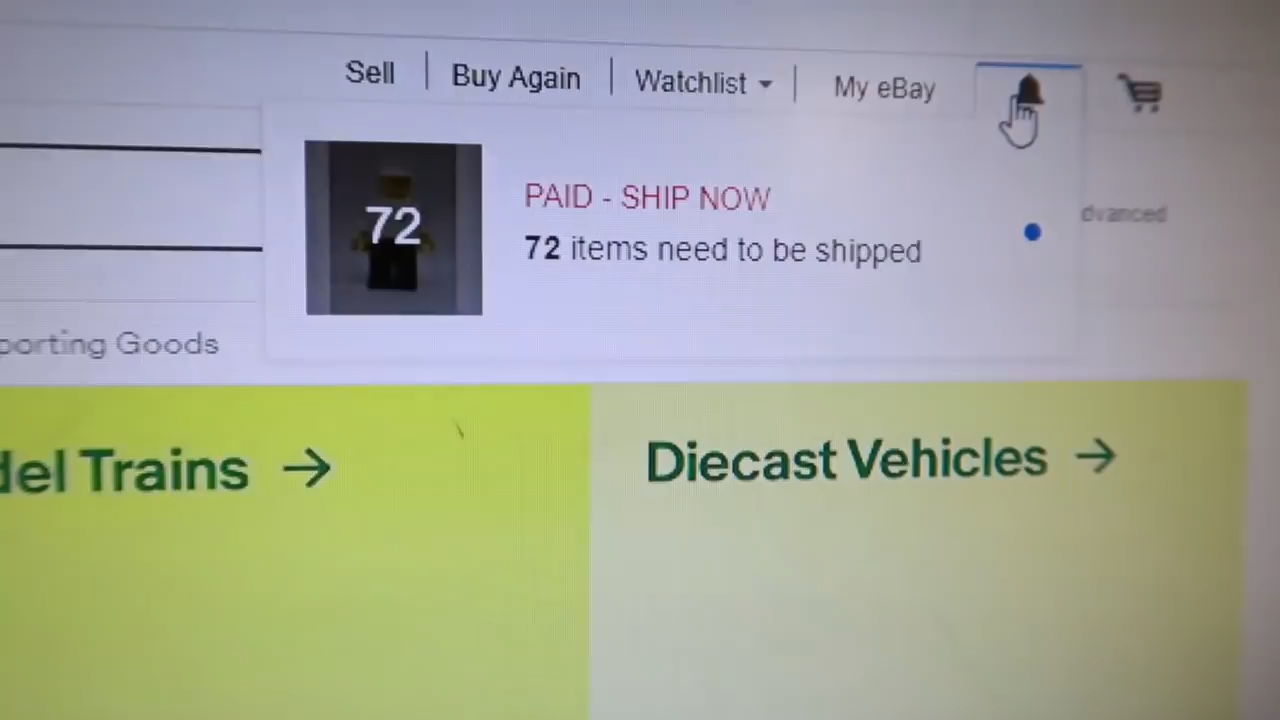 Sell
Buy Again
Watchlist
My eBay
72
PAID - SHIP NOW
72 items need to be shipped
dvanced
porting Goods
del Trains
Diecast Vehicles